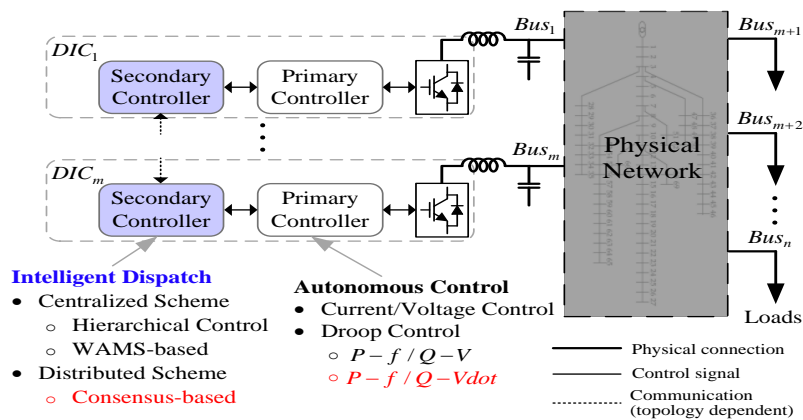 DIC1
Secondary
Controller
Primary
Controller
Bus1
Busm+1
DICm
Secondary
Controller
Primary
Controller
Busm
Physical
Network
Busm+2
Busn
Loads
Intelligent Dispatch
● Centralized Scheme
○ Hierarchical Control
○ WAMS-based
● Distributed Scheme
○ Consensus-based
Autonomous Control
● Current/Voltage Control
● Droop Control
○ P − f / Q − V
○ P − f / Q − Vdot
Physical connection
Control signal
Communication
(topology dependent)